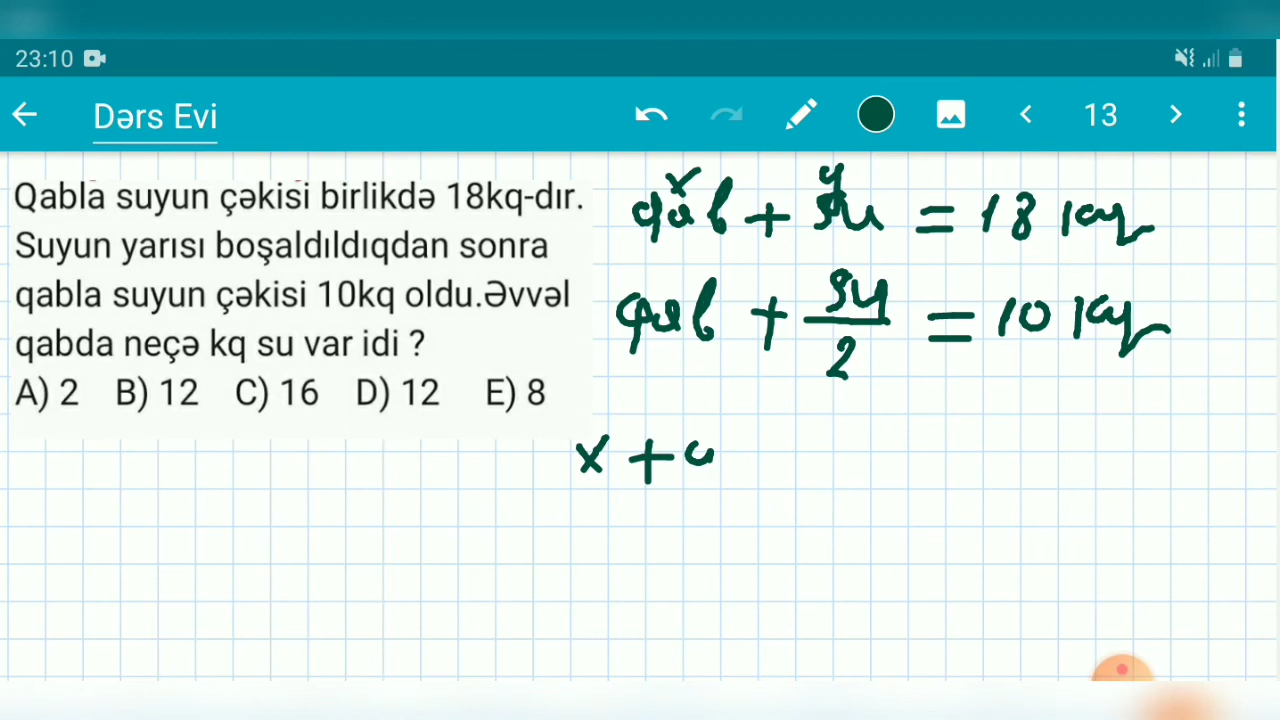 23:10
Dərs Evi
13
Qabla suyun çəkisi birlikdə 18kq-dır.
Suyun yarısı boşaldıldıqdan sonra
qabla suyun çəkisi 10kq oldu.Əvvəl
qabda neçə kq su var idi ?
A) 2 B) 12 C) 16 D) 12 E) 8
x y
qab + su = 18 kq
qab + su/2 = 10 kq
x +